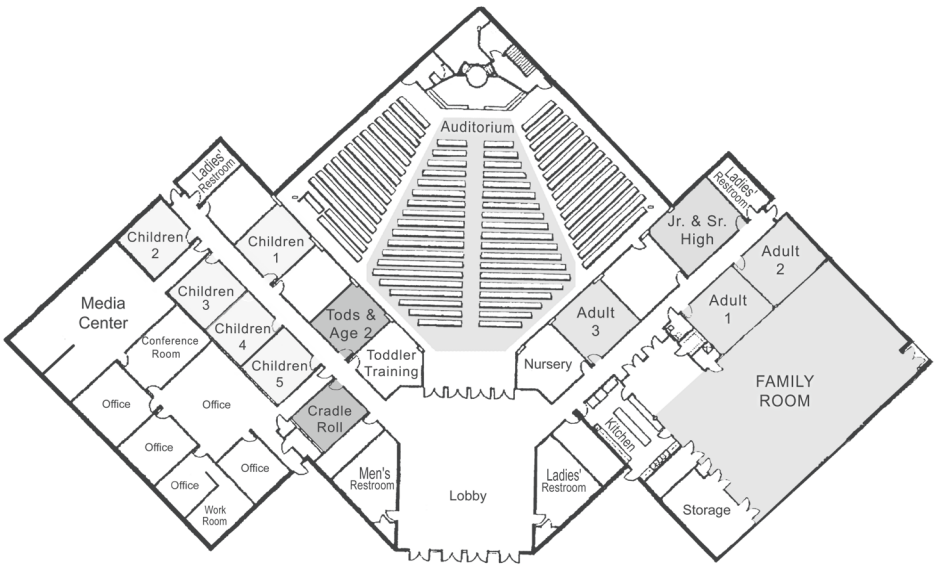 Auditorium
Ladies'
Restroom
Ladies'
Restroom
Children
2
Children
1
Jr. & Sr.
High
Adult
2
Children
3
Media
Center
Children
4
Tods &
Age 2
Adult
3
Adult
1
Conference
Room
Toddler
Training
Nursery
Children
5
FAMILY
ROOM
Office
Office
Cradle
Roll
Kitchen
Office
Office
Men's
Restroom
Ladies'
Restroom
Office
Lobby
Work
Room
Storage